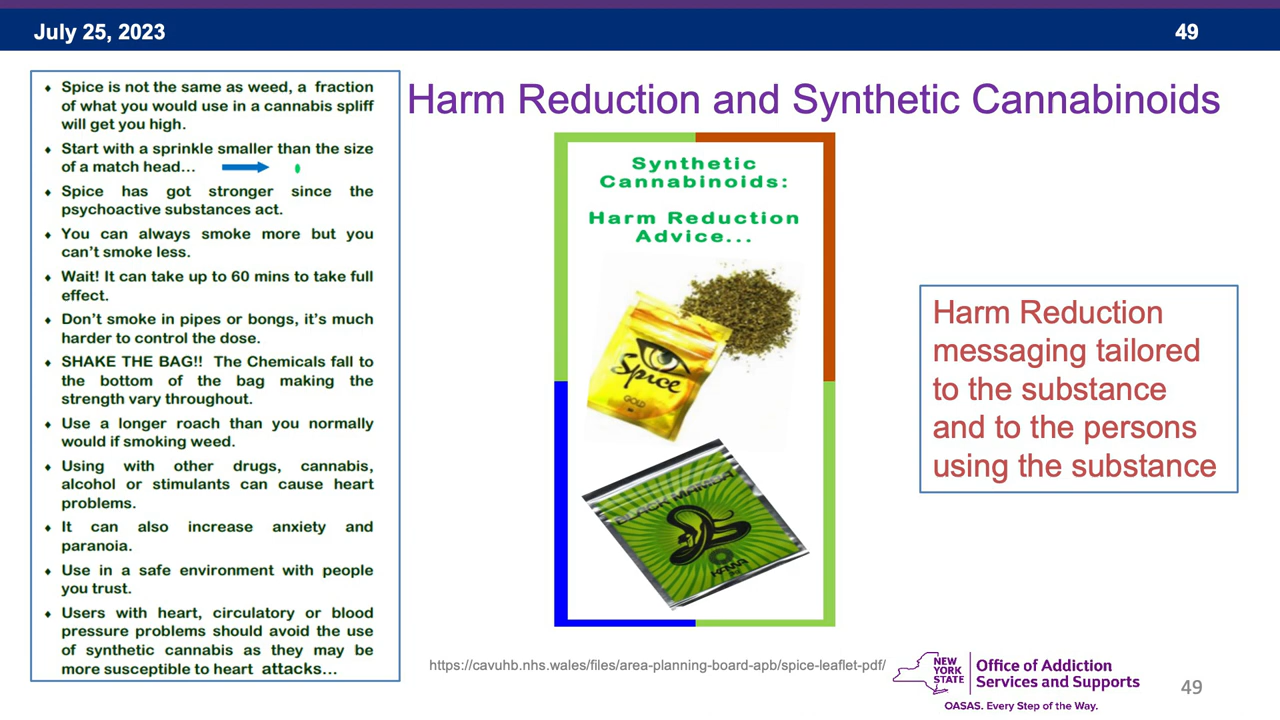 July 25, 2023
49
Harm Reduction and Synthetic Cannabinoids
⬧ Spice is not the same as weed, a fraction
of what you would use in a cannabis spliff
will get you high.
⬧ Start with a sprinkle smaller than the size
of a match head…
⬧ Spice has got stronger since the
psychoactive substances act.
⬧ You can always smoke more but you
can’t smoke less.
⬧ Wait! It can take up to 60 mins to take full
effect.
⬧ Don’t smoke in pipes or bongs, it’s much
harder to control the dose.
⬧ SHAKE THE BAG!! The Chemicals fall to
the bottom of the bag making the
strength vary throughout.
⬧ Use a longer roach than you normally
would if smoking weed.
⬧ Using with other drugs, cannabis,
alcohol or stimulants can cause heart
problems.
⬧ It can also increase anxiety and
paranoia.
⬧ Use in a safe environment with people
you trust.
⬧ Users with heart, circulatory or blood
pressure problems should avoid the use
of synthetic cannabis as they may be
more susceptible to heart attacks…
Synthetic
Cannabinoids:
Harm Reduction
Advice...
Spice
GOLD
BLACK MAMBA
Harm Reduction
messaging tailored
to the substance
and to the persons
using the substance
https://cavuhb.nhs.wales/files/area-planning-board-apb/spice-leaflet-pdf/
NEW
YORK
STATE
Office of Addiction
Services and Supports
OASAS. Every Step of the Way.
49